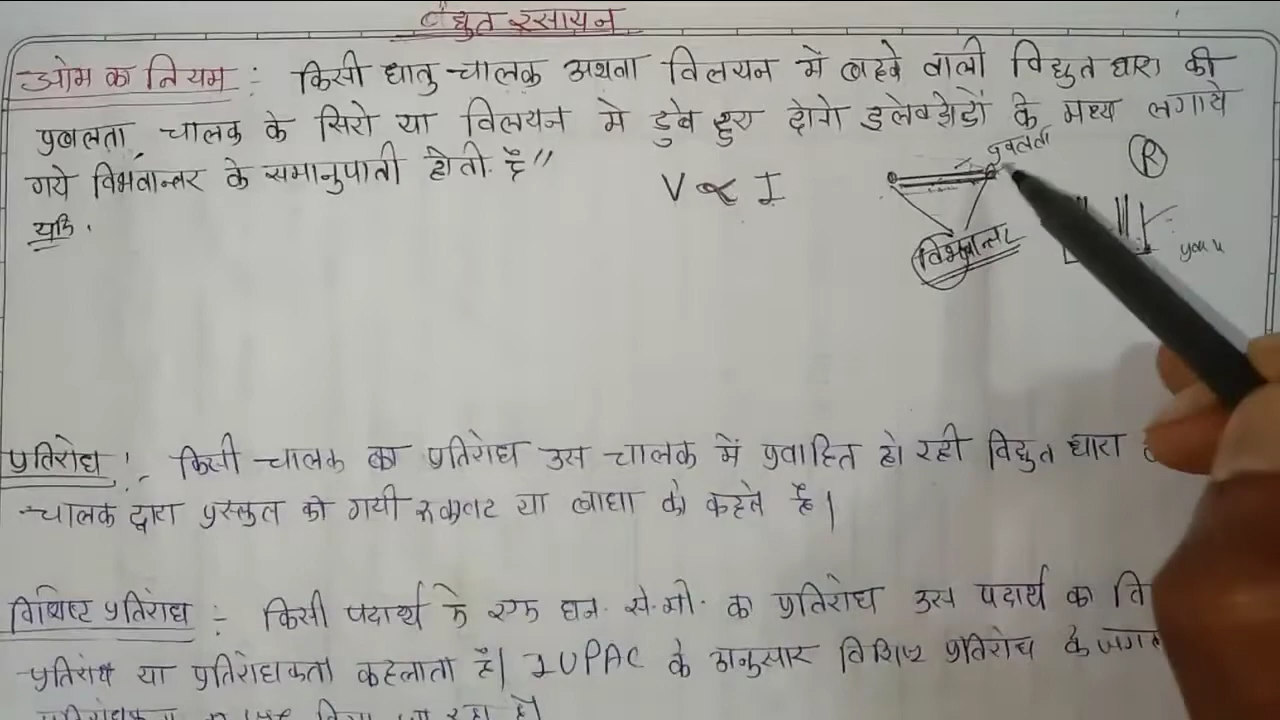 विद्युत रसायन
ओम का नियम : किसी धातु चालक अथवा विलयन में बहने वाली विद्युत धारा की
प्रबलता, चालक के सिरो या विलयन मे डुबे हुए दोनो इलेक्ट्रोडों के मध्य लगाये
गये विभवान्तर के समानुपाती होती है"
प्रबलता
R
V ∝ I
यदि.
विभवान्तर
you u
प्रतिरोध :- किसी चालक का प्रतिरोध उस चालक में प्रवाहित हो रही विद्युत धारा
चालक द्वारा प्रस्तुत की गयी रूकावट या बाधा को कहते है।
विशिष्ट प्रतिरोध :- किसी पदार्थ के एक घन से.मी. का प्रतिरोध उस पदार्थ का वि
प्रतिरोध या प्रतिरोधकता कहलाता है। IUPAC के अनुसार विशिष्ट प्रतिरोध के जगह